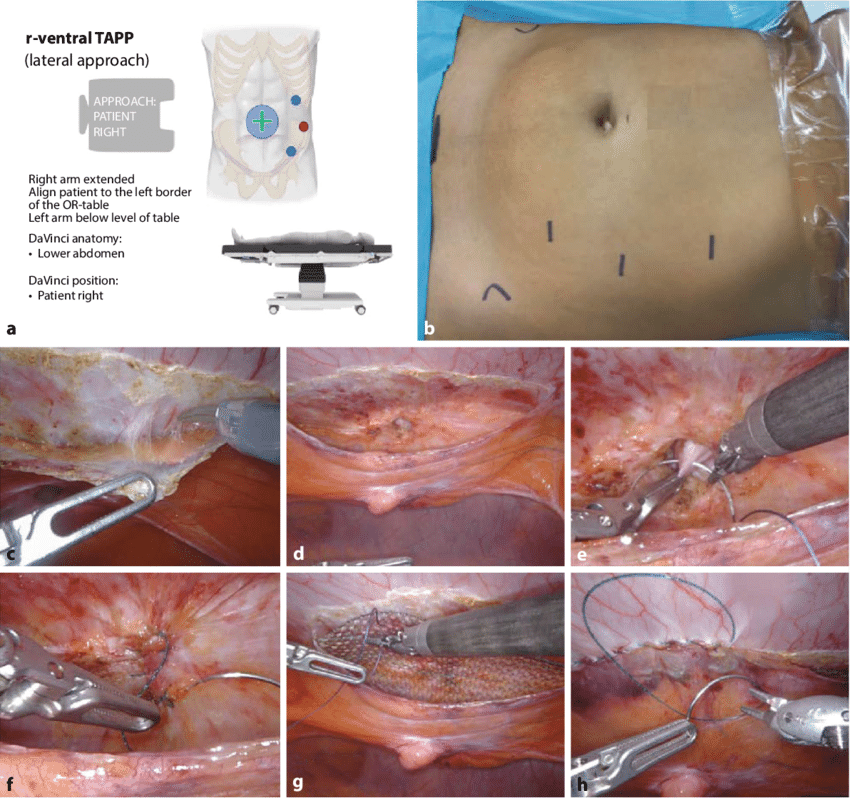 r-ventral TAPP
(lateral approach)
APPROACH:
PATIENT
RIGHT
Right arm extended
Align patient to the left border
of the OR-table
Left arm below level of table
DaVinci anatomy:
• Lower abdomen
DaVinci position:
• Patient right
a
b
c
d
e
f
g
h